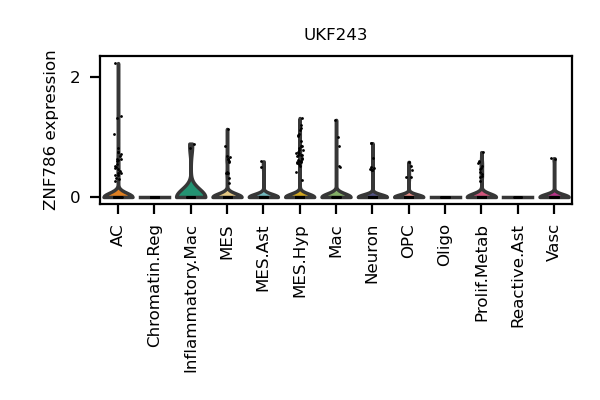 UKF243
ZNF786 expression
2
0
AC
Chromatin.Reg
Inflammatory.Mac
MES
MES.Ast
MES.Hyp
Mac
Neuron
OPC
Oligo
Prolif.Metab
Reactive.Ast
Vasc